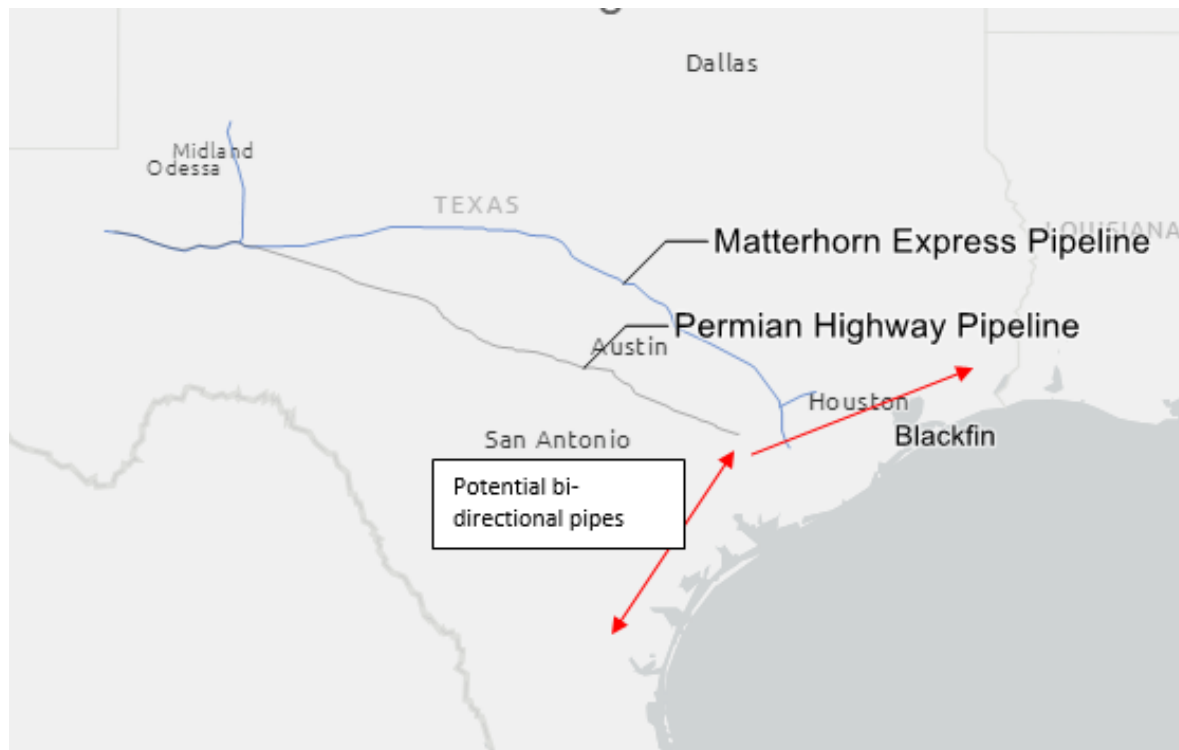 Dallas
Midland
Odessa
TEXAS
LOUISIANA
Matterhorn Express Pipeline
Permian Highway Pipeline
Austin
Houston
Blackfin
San Antonio
Potential bi-
directional pipes